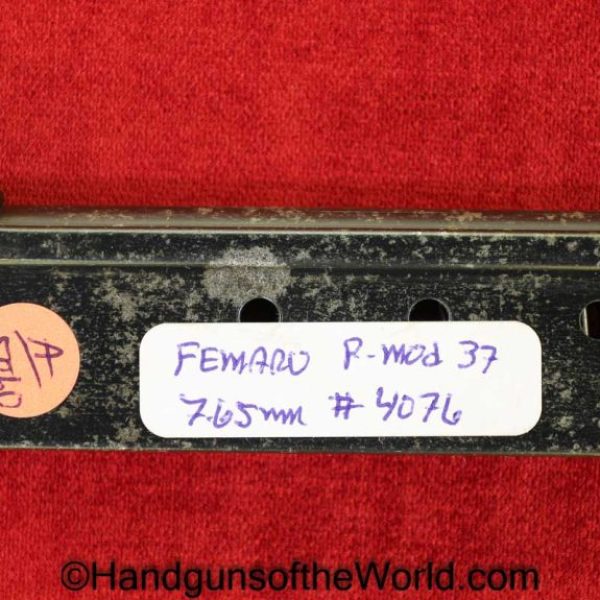 FEMARU P-mod 37
7.65mm # 4076
©HandgunsoftheWorld.com